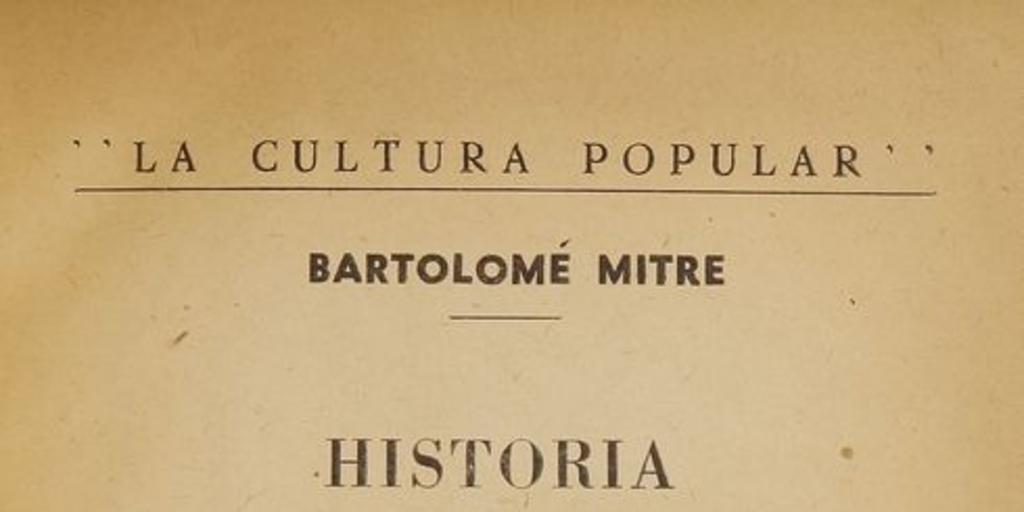 ``LA CULTURA POPULAR´´
BARTOLOMÉ MITRE
HISTORIA